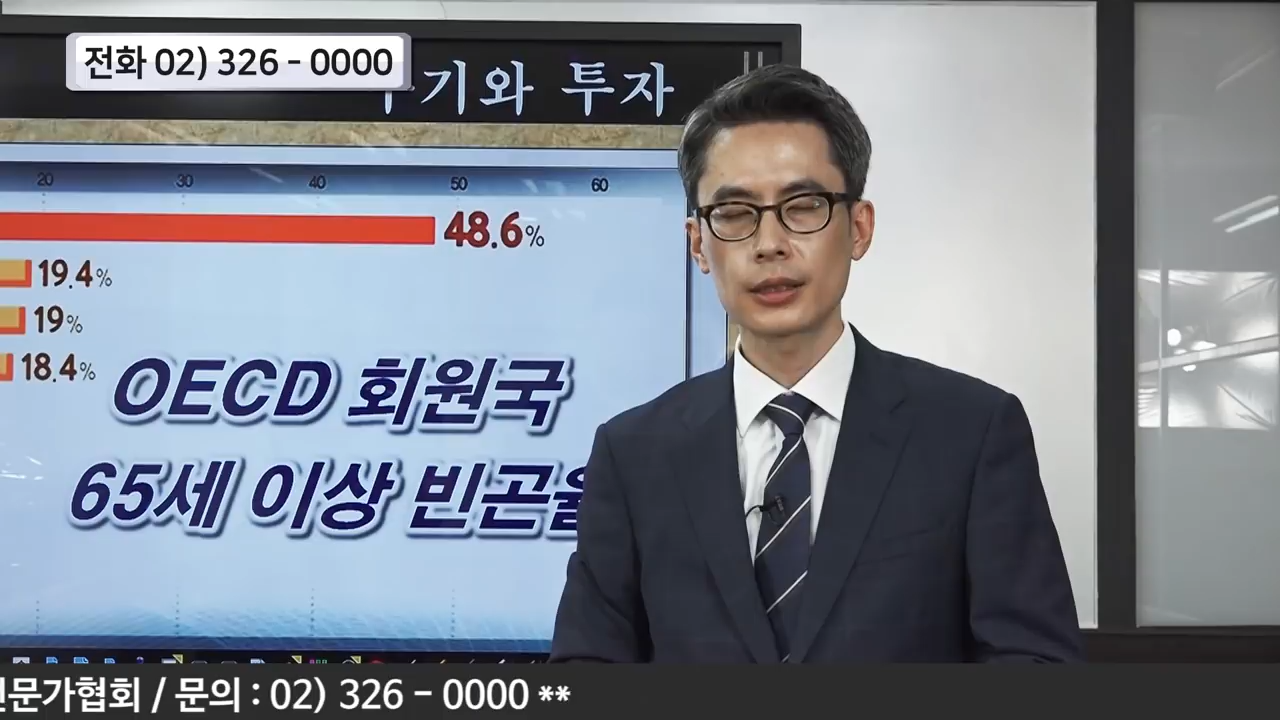 전화 02) 326 - 0000
투자
20 30 40 50 60
48.6%
19.4%
19%
18.4%
OECD 회원국
65세 이상 빈곤율
문가협회 / 문의 : 02) 326 - 0000 **